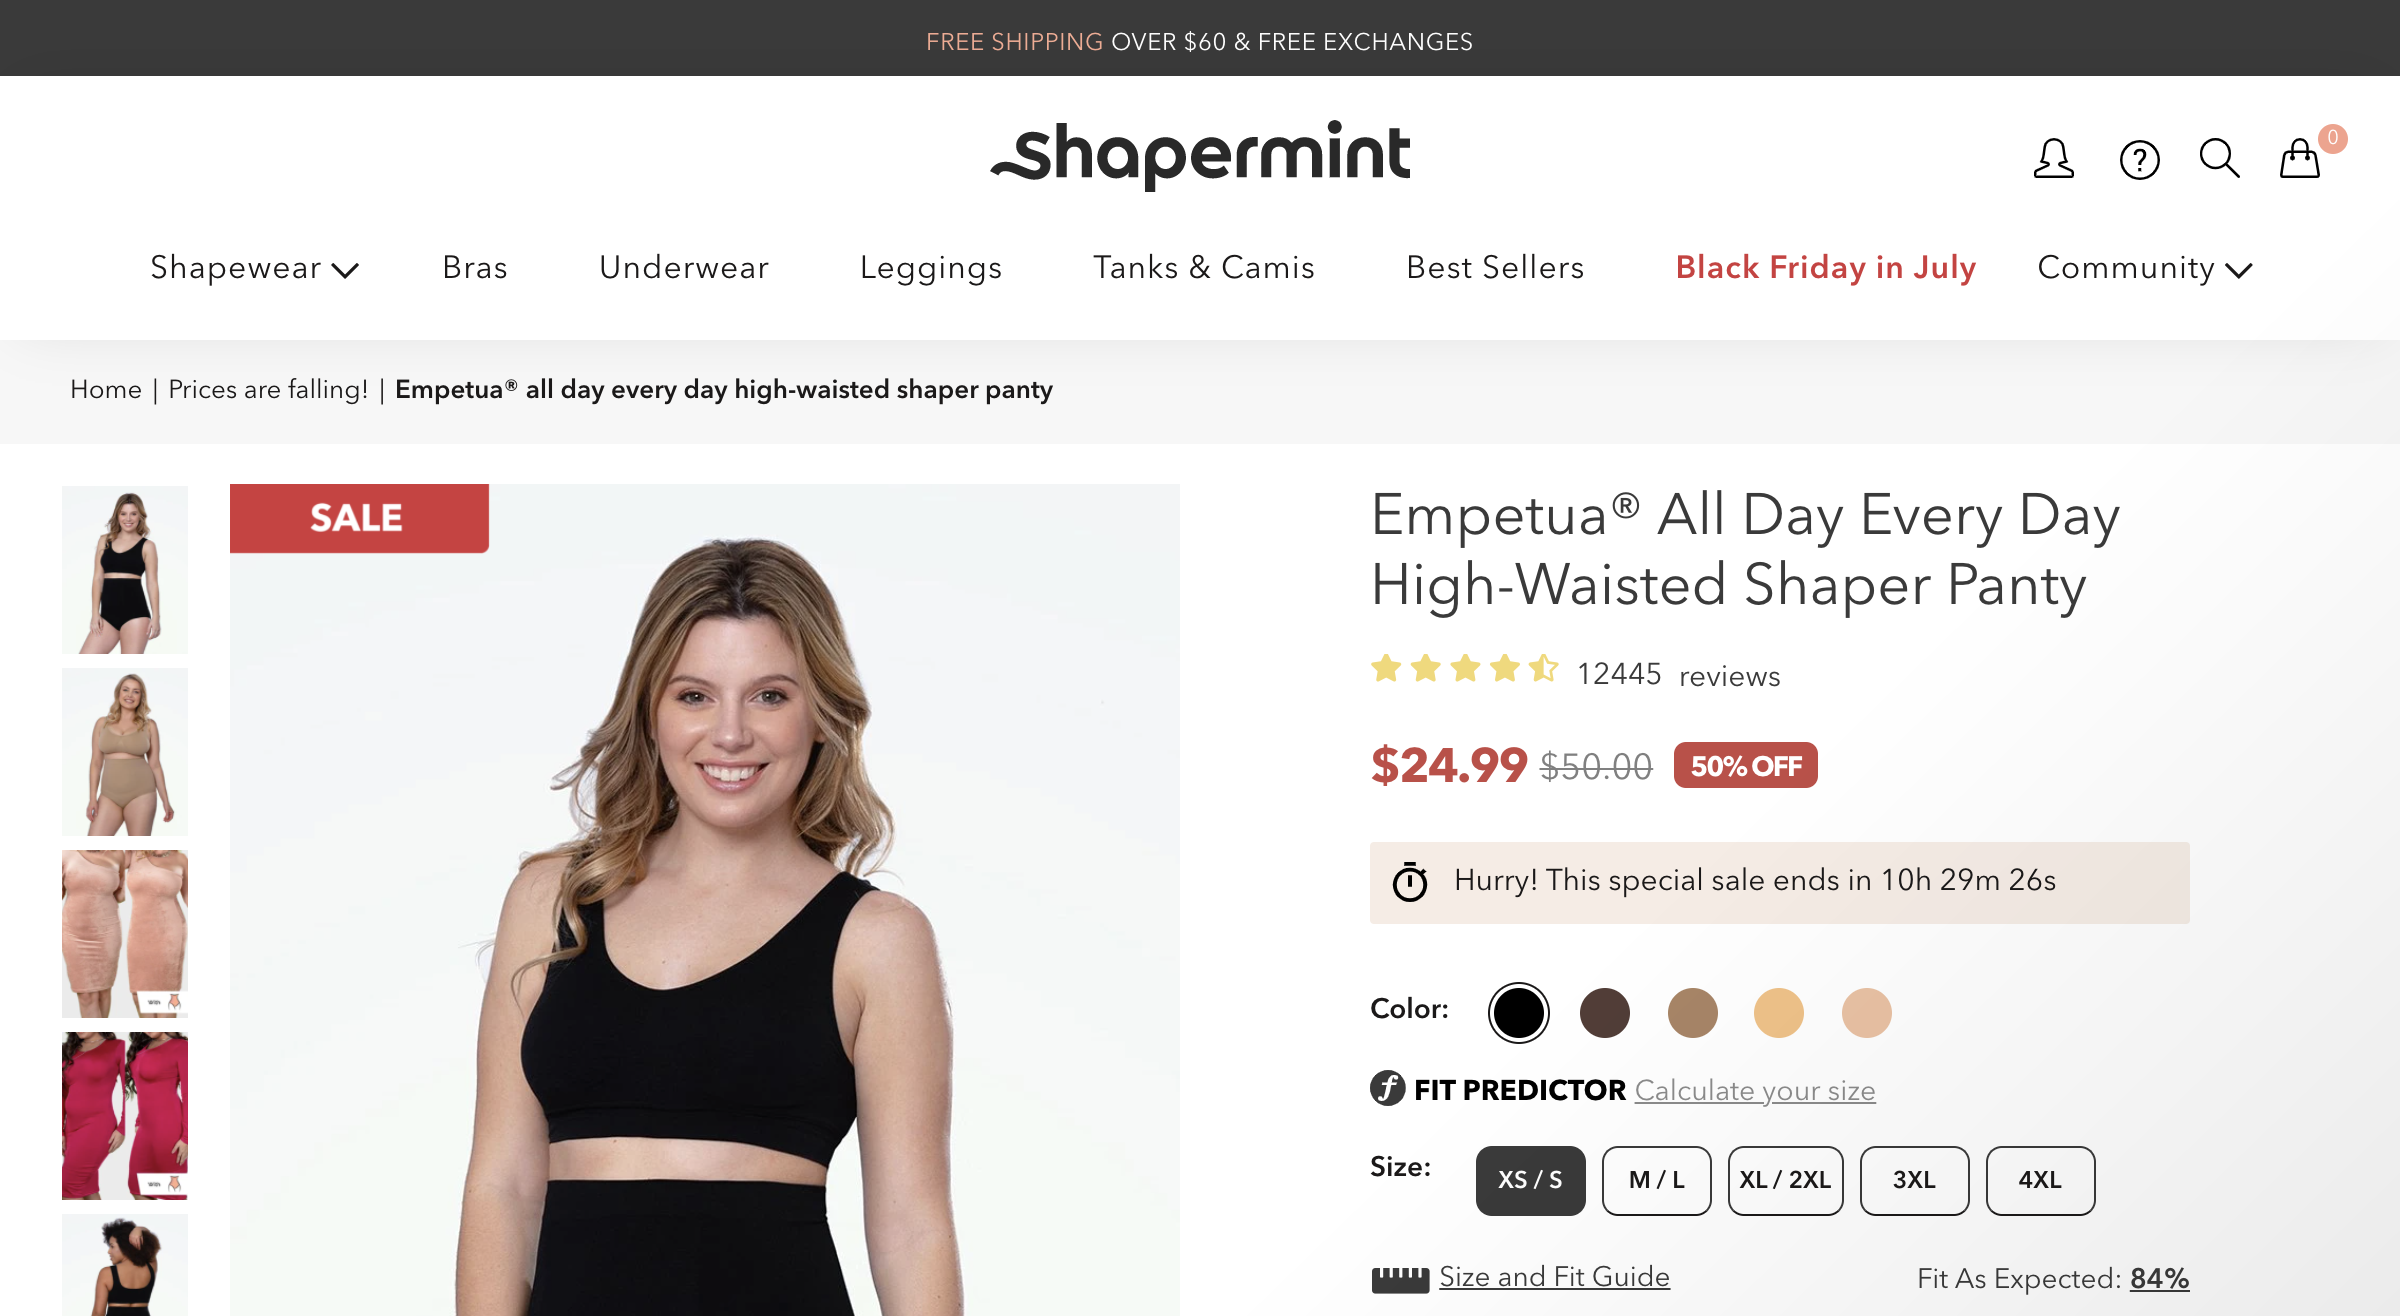 FREE SHIPPING OVER $60 & FREE EXCHANGES
shapermint
0
Shapewear
Bras
Underwear
Leggings
Tanks & Camis
Best Sellers
Black Friday in July
Community
Home | Prices are falling! | Empetua® all day every day high-waisted shaper panty
SALE
With
With
Empetua® All Day Every Day
High-Waisted Shaper Panty
12445 reviews
$24.99 $50.00 50% OFF
Hurry! This special sale ends in 10h 29m 26s
Color:
FIT PREDICTOR Calculate your size
Size: XS / S M / L XL / 2XL 3XL 4XL
Size and Fit Guide
Fit As Expected: 84%